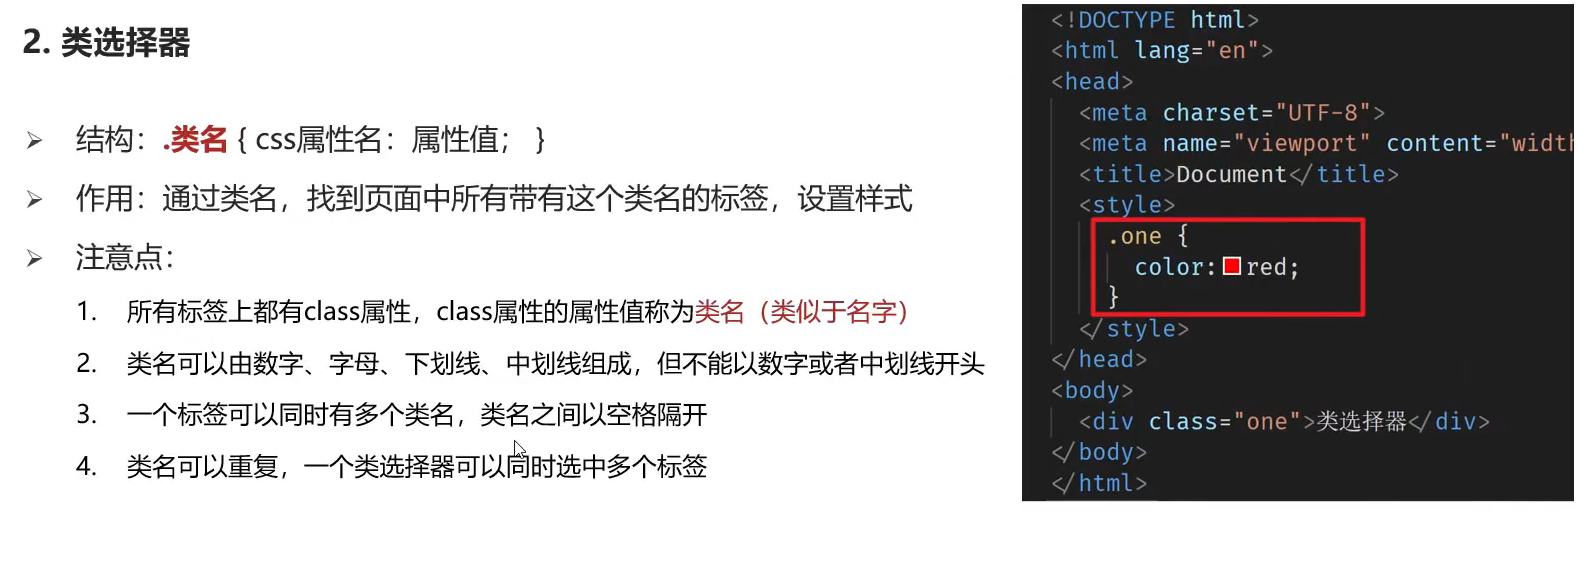 2. 类选择器
结构：.类名 { css属性名：属性值； }
作用：通过类名，找到页面中所有带有这个类名的标签，设置样式
注意点：
1. 所有标签上都有class属性，class属性的属性值称为类名（类似于名字）
2. 类名可以由数字、字母、下划线、中划线组成，但不能以数字或者中划线开头
3. 一个标签可以同时有多个类名，类名之间以空格隔开
4. 类名可以重复，一个类选择器可以同时选中多个标签
<!DOCTYPE html>
<html lang="en">
<head>
<meta charset="UTF-8">
<meta name="viewport" content="width
<title>Document</title>
<style>
.one {
color: red;
}
</style>
</head>
<body>
<div class="one">类选择器</div>
</body>
</html>